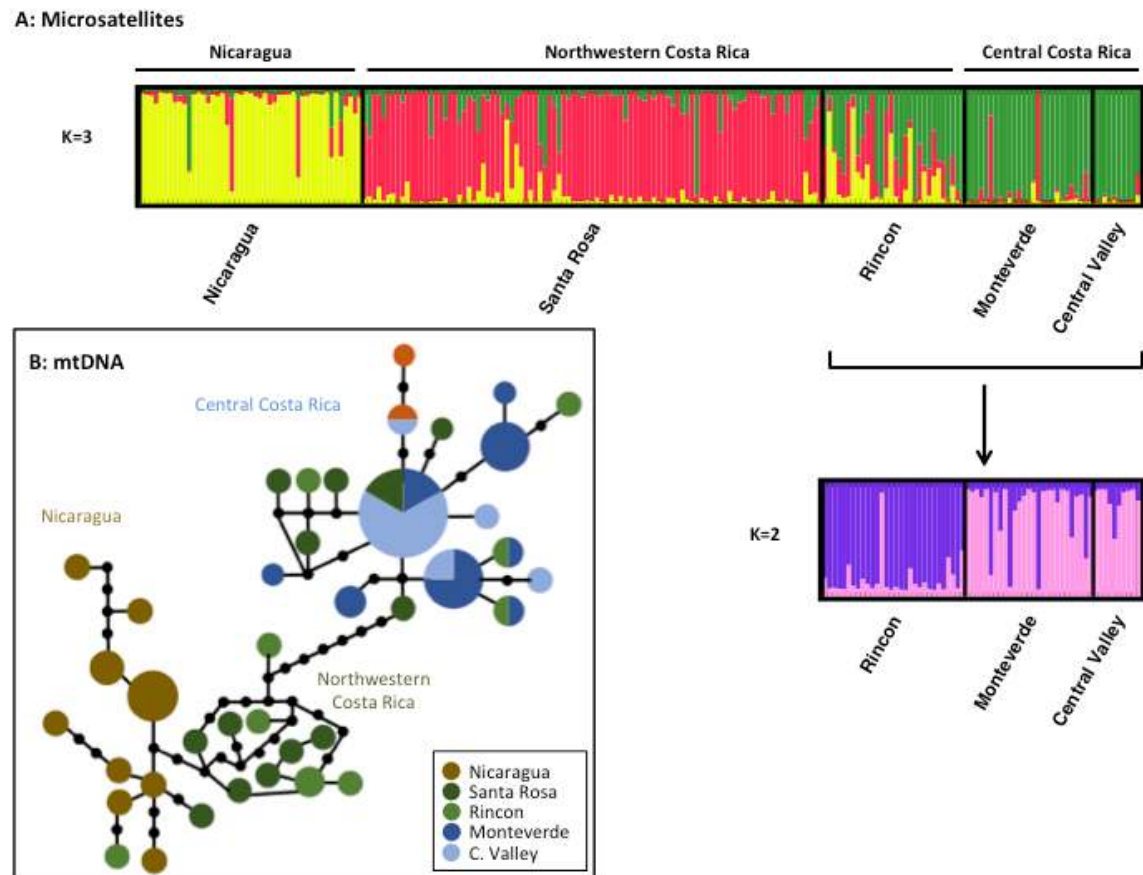 A: Microsatellites
Nicaragua
Northwestern Costa Rica
Central Costa Rica
K=3
Nicaragua
Santa Rosa
Rincon
Monteverde
Central Valley
B: mtDNA
Central Costa Rica
Nicaragua
Northwestern
Costa Rica
Nicaragua
Santa Rosa
Rincon
Monteverde
C. Valley
K=2
Rincon
Monteverde
Central Valley